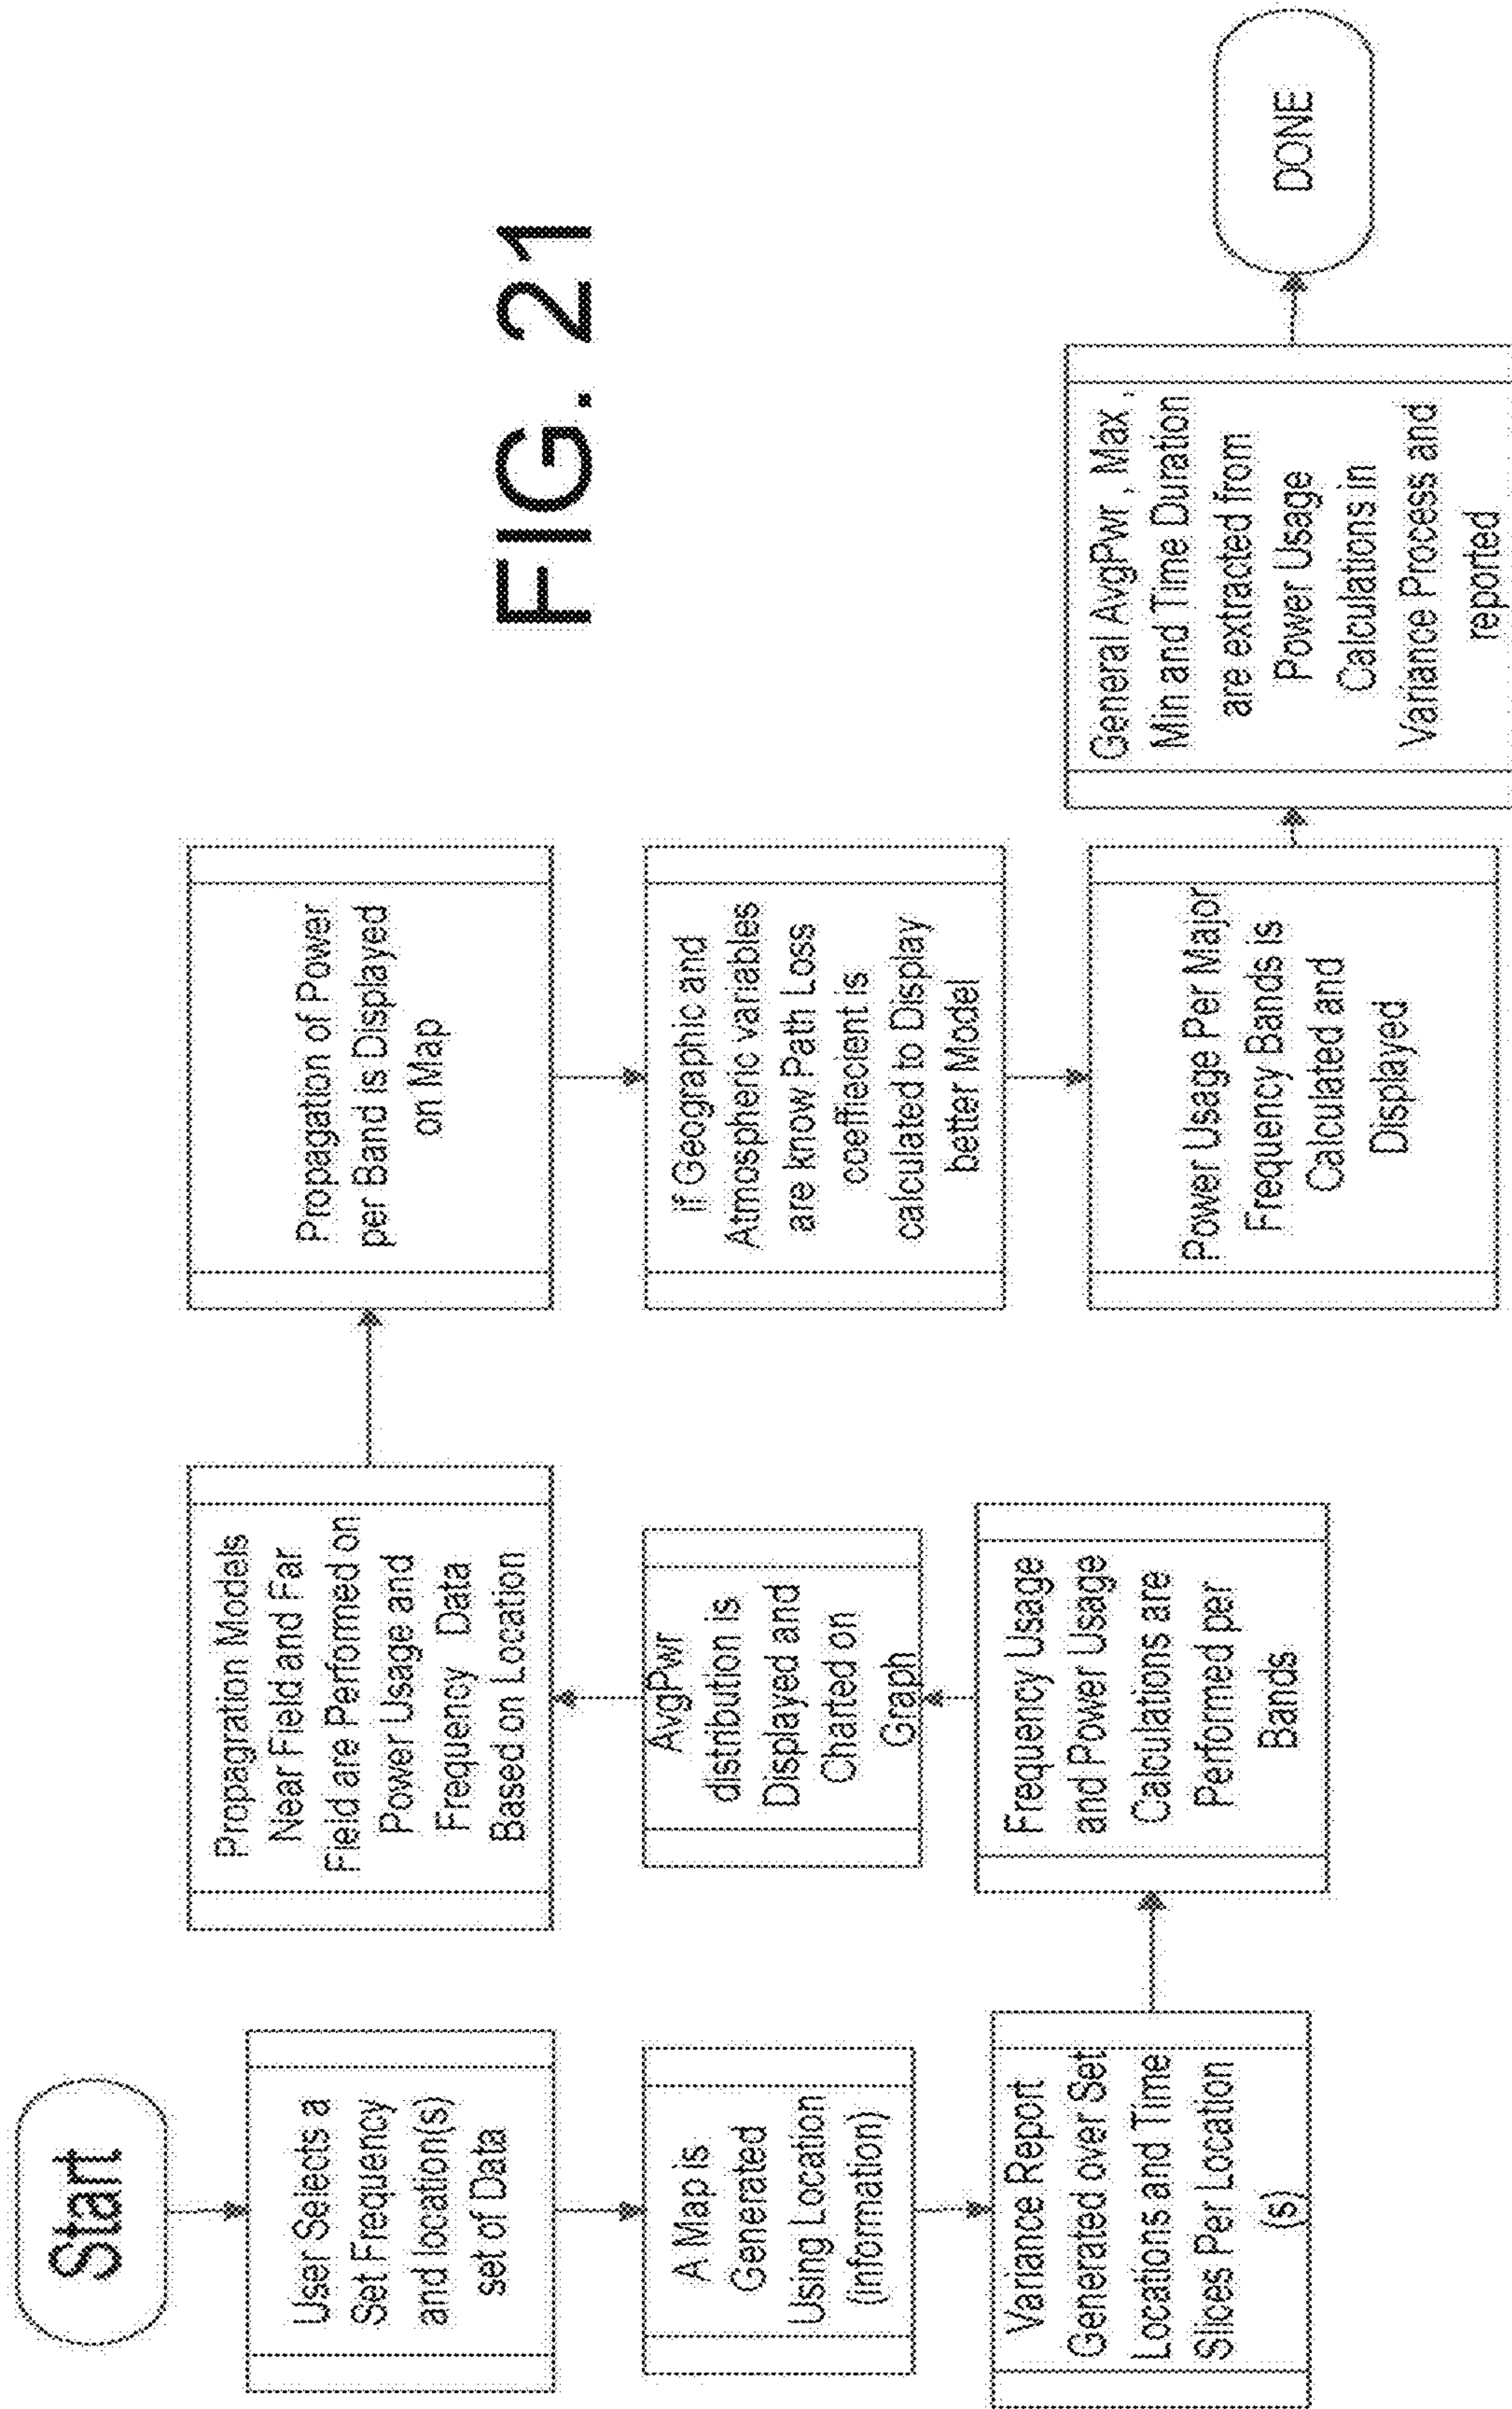 FIG. 21
Start
User Selects a
Set Frequency
and location(s)
set of Data
A Map is
Generated
Using Location
(information)
Variance Report
Generated over Set
Locations and Time
Slices Per Location
(s)
Frequency Usage
and Power Usage
Calculations are
Performed per
Bands
AvgPwr
distribution is
Displayed and
Charted on
Graph
Propagration Models
Near Field and Far
Field are Perfomed on
Power Usage and
Frequency Data
Based on Location
Propagation of Power
per Band is Displayed
on Map
if Geographic and
Atmospheric variables
are know Path Loss
coeffiecient is
calculated to Display
better Model
Power Usage Per Major
Frequency Bands is
Calculated and
Displayed
General AvgPwr , Max ,
Min and Time Duration
are extracted from
Power Usage
Calculations in
Variance Process and
reported
DONE